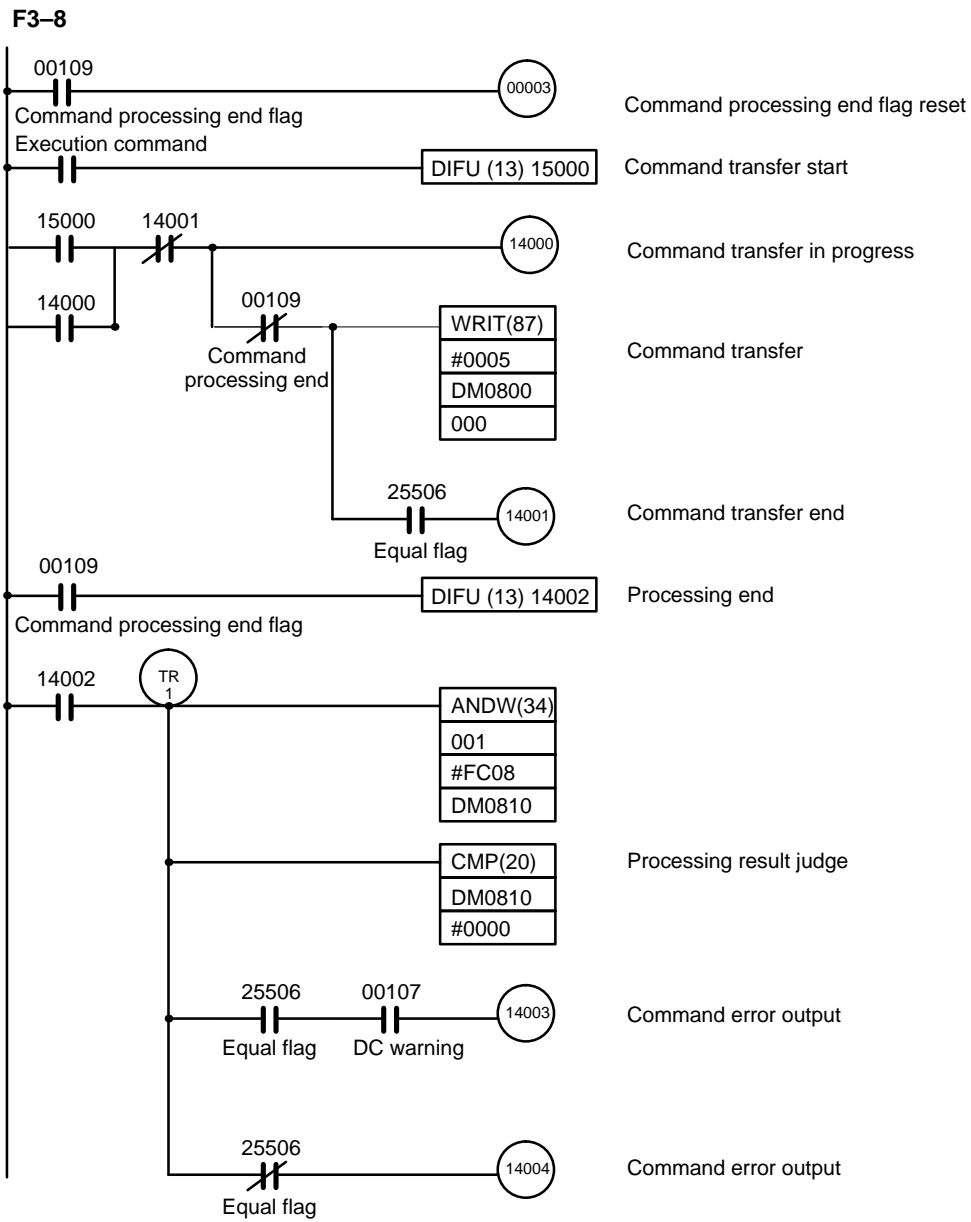 F3–8
00109
00003
Command processing end flag reset
Command processing end flag
Execution command
DIFU (13) 15000
Command transfer start
15000
14001
14000
Command transfer in progress
14000
00109
Command
processing end
WRIT(87)
#0005
DM0800
000
Command transfer
25506
14001
Command transfer end
Equal flag
00109
DIFU (13) 14002
Processing end
Command processing end flag
14002
TR
1
ANDW(34)
001
#FC08
DM0810
CMP(20)
DM0810
#0000
Processing result judge
25506
00107
14003
Command error output
Equal flag
DC warning
25506
14004
Command error output
Equal flag